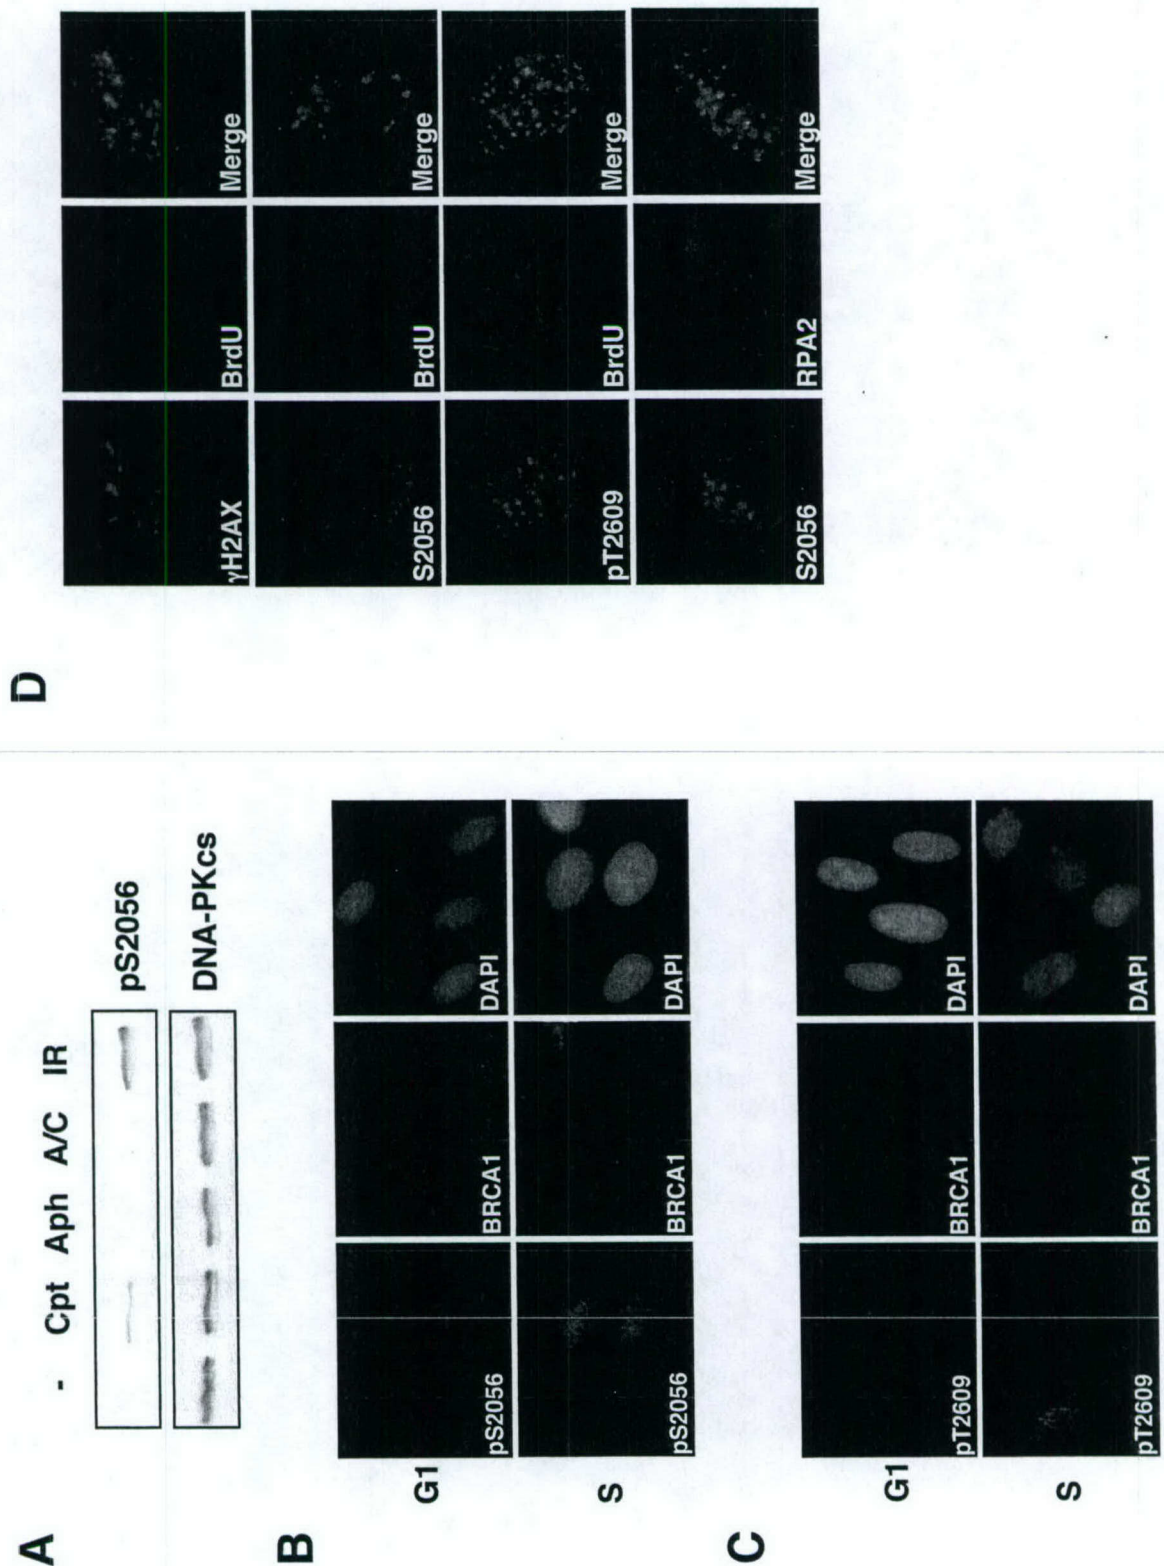 A
- Cpt Aph A/C IR
pS2056
DNA-PKcs
B
G1
pS2056 BRCA1 DAPI
S
pS2056 BRCA1 DAPI
C
G1
pT2609 BRCA1 DAPI
S
pT2609 BRCA1 DAPI
D
γH2AX BrdU Merge
S2056 BrdU Merge
pT2609 BrdU Merge
S2056 RPA2 Merge